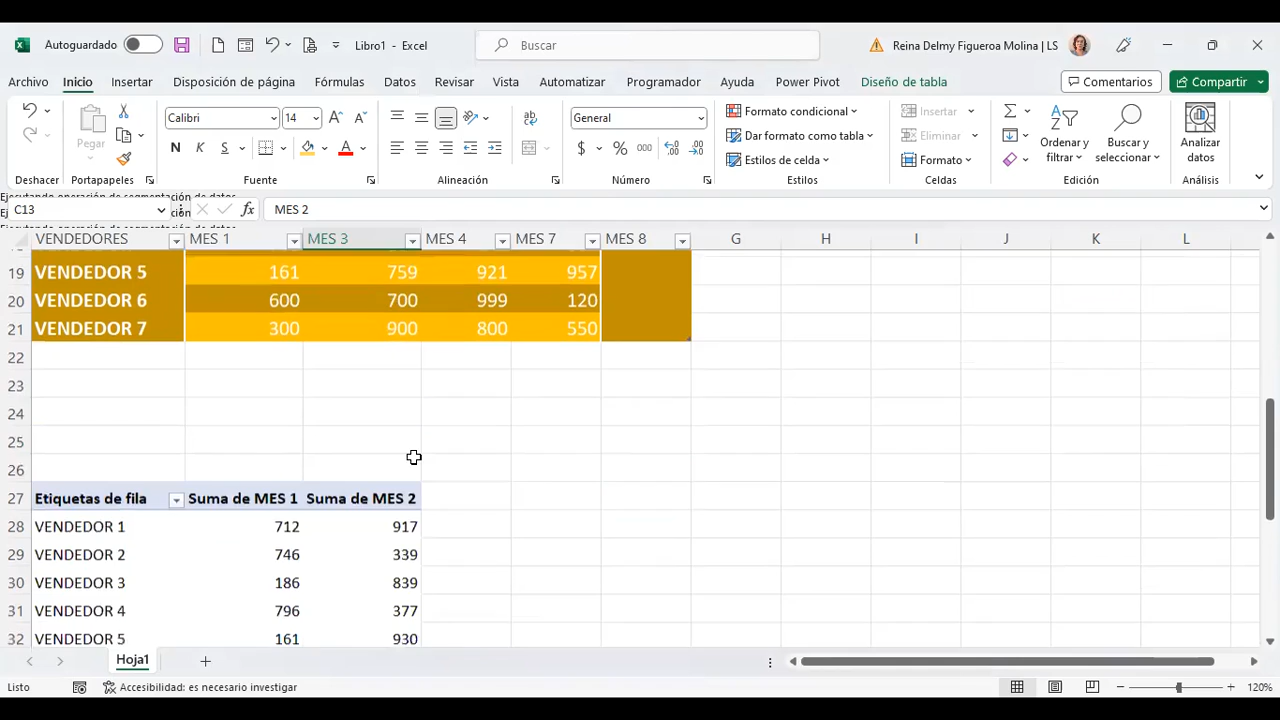 Autoguardado Libro1 - Excel Buscar Reina Delmy Figueroa Molina | LS
Archivo Inicio Insertar Disposición de página Fórmulas Datos Revisar Vista Automatizar Programador Ayuda Power Pivot Diseño de tabla Comentarios Compartir
Calibri 14 General Formato condicional Insertar
Pegar Dar formato como tabla Eliminar Ordenar y filtrar Buscar y seleccionar Analizar datos
N K S $ % 000 Estilos de celda Formato
Deshacer Portapapeles Fuente Alineación Número Estilos Celdas Edición Análisis
Ejecutando operación de segmentación de datos.
C13 fx MES 2
VENDEDORES MES 1 MES 3 MES 4 MES 7 MES 8 G H I J K L
19 VENDEDOR 5 161 759 921 957
20 VENDEDOR 6 600 700 999 120
21 VENDEDOR 7 300 900 800 550
22
23
24
25
26
27 Etiquetas de fila Suma de MES 1 Suma de MES 2
28 VENDEDOR 1 712 917
29 VENDEDOR 2 746 339
30 VENDEDOR 3 186 839
31 VENDEDOR 4 796 377
32 VENDEDOR 5 161 930
Hoja1
Listo Accesibilidad: es necesario investigar 120%